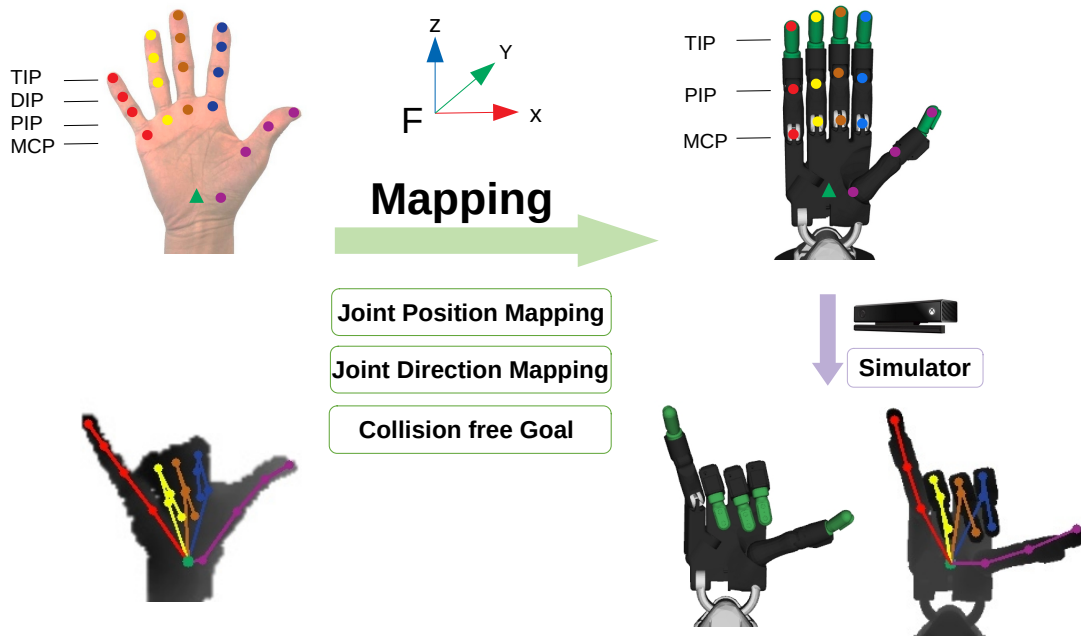 TIP
DIP
PIP
MCP
z
Y
F
x
TIP
PIP
MCP
Mapping
Joint Position Mapping
Joint Direction Mapping
Collision free Goal
Simulator